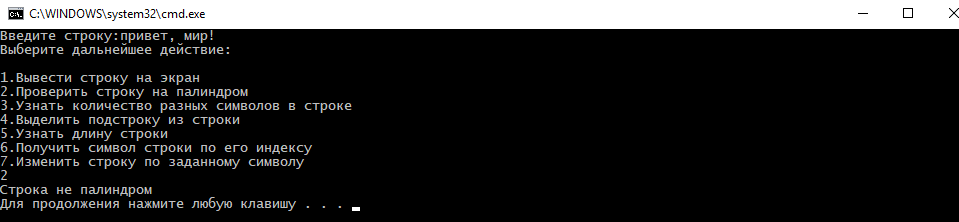 C:\WINDOWS\system32\cmd.exe
Введите строку:привет, мир!
Выберите дальнейшее действие:
1.Вывести строку на экран
2.Проверить строку на палиндром
3.Узнать количество разных символов в строке
4.Выделить подстроку из строки
5.Узнать длину строки
6.Получить символ строки по его индексу
7.Изменить строку по заданному символу
2
Строка не палиндром
Для продолжения нажмите любую клавишу . . .